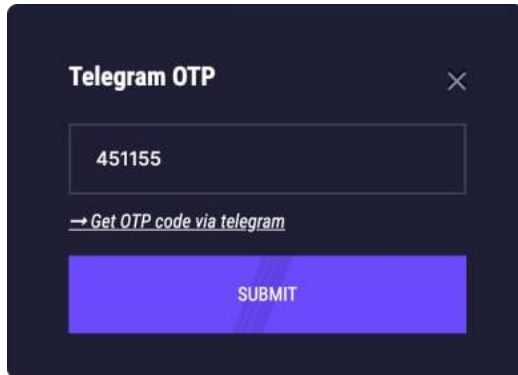 Telegram OTP
451155
→ Get OTP code via telegram
SUBMIT